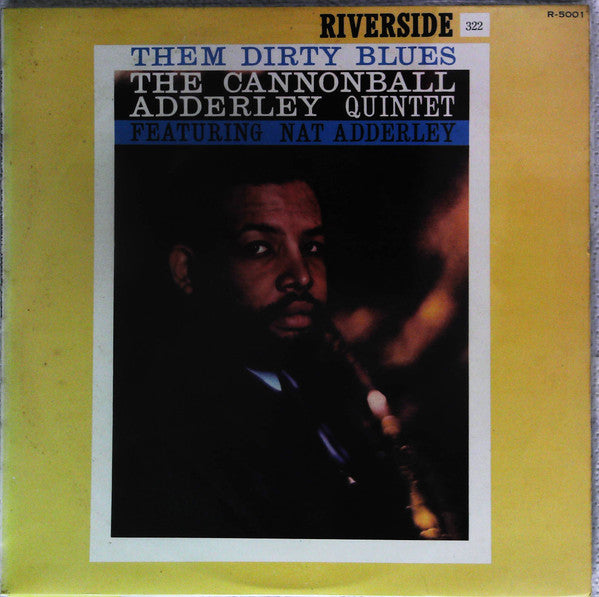 R-5001
RIVERSIDE 322
THEM DIRTY BLUES
THE CANNONBALL
ADDERLEY QUINTET
FEATURING NAT ADDERLEY